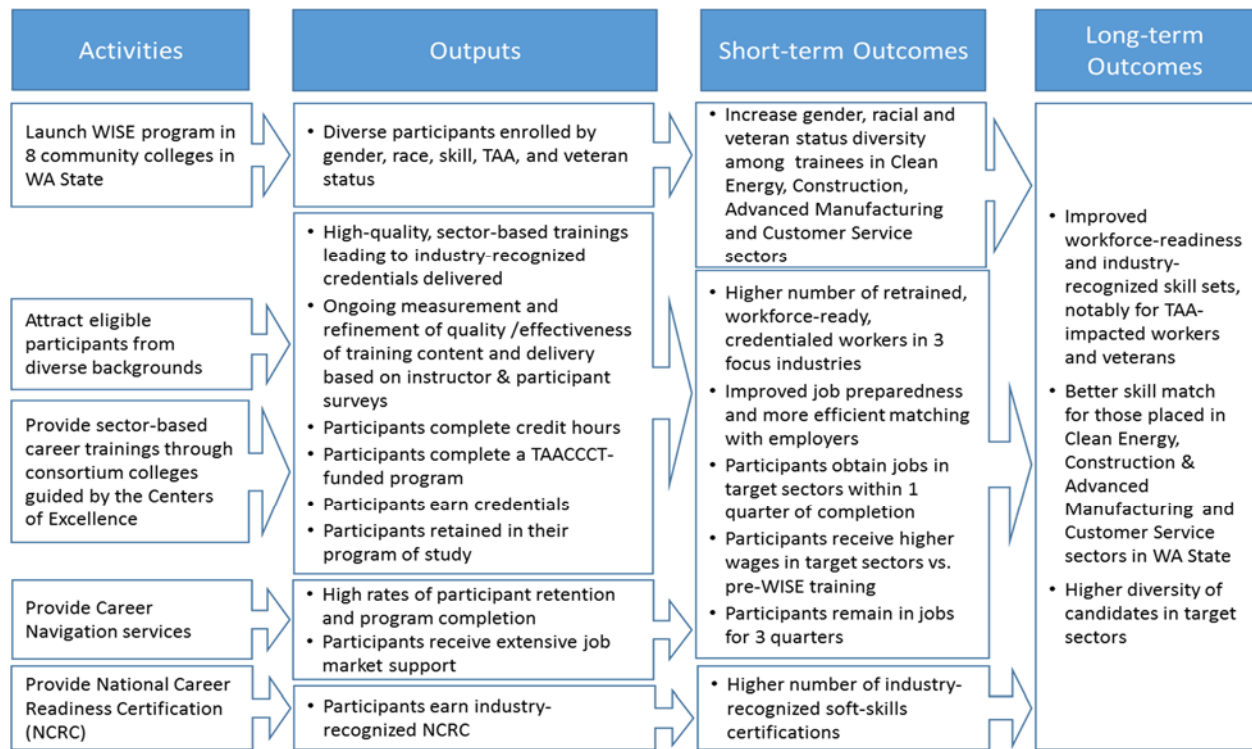 Activities
Outputs
Short-term Outcomes
Long-term
Outcomes
Launch WISE program in
8 community colleges in
WA State
Attract eligible
participants from
diverse backgrounds
Provide sector-based
career trainings through
consortium colleges
guided by the Centers
of Excellence
Provide Career
Navigation services
Provide National Career
Readiness Certification
(NCRC)
• Diverse participants enrolled by
gender, race, skill, TAA, and veteran
status
• High-quality, sector-based trainings
leading to industry-recognized
credentials delivered
• Ongoing measurement and
refinement of quality /effectiveness
of training content and delivery
based on instructor & participant
surveys
• Participants complete credit hours
• Participants complete a TAACCCT-
funded program
• Participants earn credentials
• Participants retained in their
program of study
• High rates of participant retention
and program completion
• Participants receive extensive job
market support
• Participants earn industry-
recognized NCRC
• Increase gender, racial and
veteran status diversity
among trainees in Clean
Energy, Construction,
Advanced Manufacturing
and Customer Service
sectors
• Higher number of retrained,
workforce-ready,
credentialed workers in 3
focus industries
• Improved job preparedness
and more efficient matching
with employers
• Participants obtain jobs in
target sectors within 1
quarter of completion
• Participants receive higher
wages in target sectors vs.
pre-WISE training
• Participants remain in jobs
for 3 quarters
• Higher number of industry-
recognized soft-skills
certifications
• Improved
workforce-readiness
and industry-
recognized skill sets,
notably for TAA-
impacted workers
and veterans
• Better skill match
for those placed in
Clean Energy,
Construction &
Advanced
Manufacturing and
Customer Service
sectors in WA State
• Higher diversity of
candidates in target
sectors